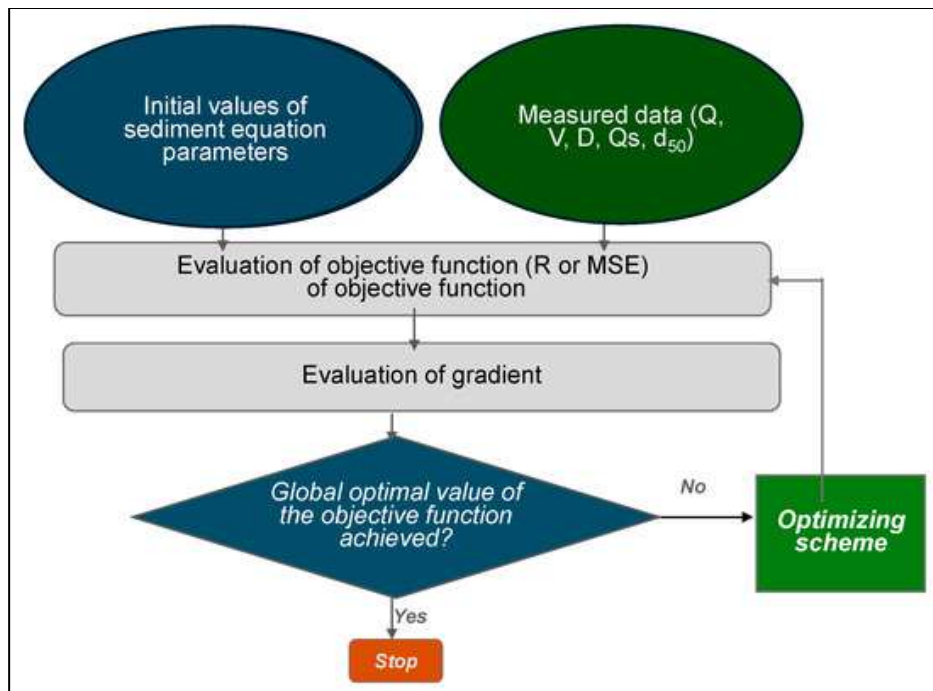 Initial values of
sediment equation
parameters
Measured data (Q,
V, D, Qs, d₅₀)
Evaluation of objective function (R or MSE)
of objective function
Evaluation of gradient
Global optimal value of
the objective function
achieved?
No
Optimizing
scheme
Yes
Stop